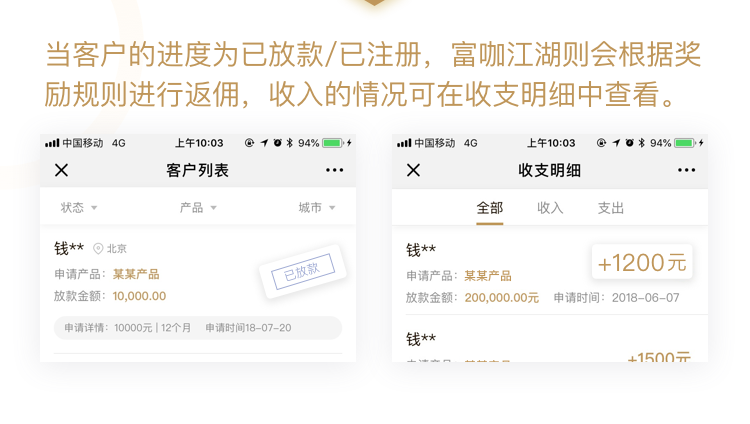 当客户的进度为已放款/已注册，富咖江湖则会根据奖
励规则进行返佣，收入的情况可在收支明细中查看。
中国移动 4G 上午10:03 94%
客户列表
状态 产品 城市
钱** 北京
申请产品：某某产品
放款金额：10,000.00
已放款
申请详情：10000元 | 12个月 申请时间18-07-20
中国移动 4G 上午10:03 94%
收支明细
全部 收入 支出
钱**
+1200元
申请产品：某某产品
放款金额：200,000.00元 申请时间：2018-06-07
钱**
+1500元